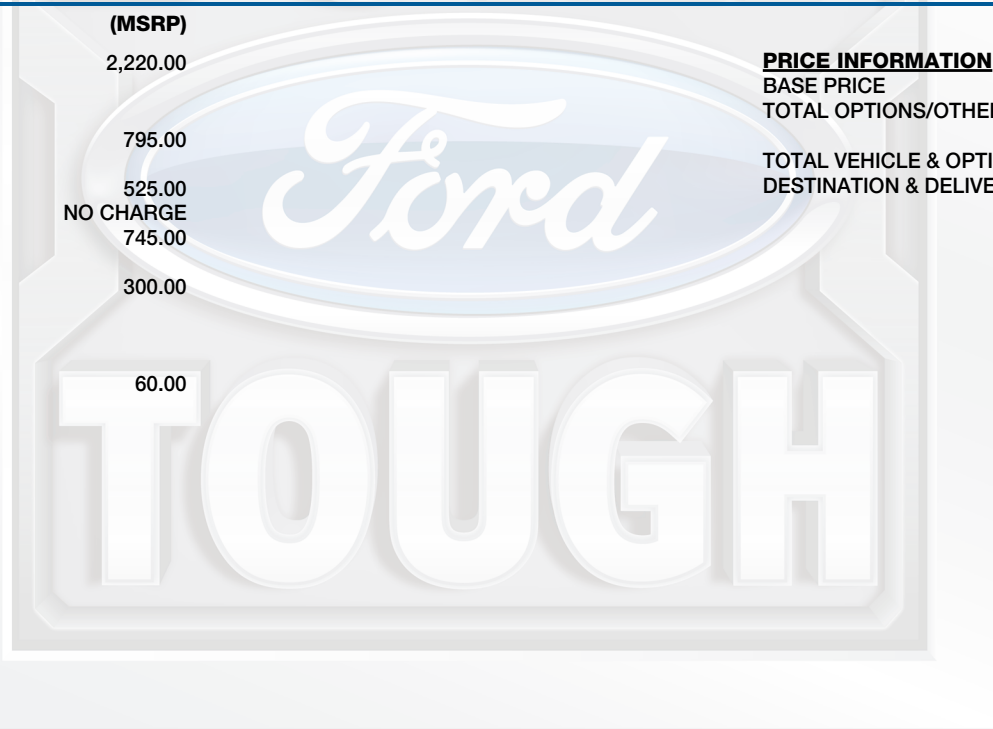 (MSRP)
2,220.00
795.00
525.00
NO CHARGE
745.00
300.00
60.00
PRICE INFORMATION
BASE PRICE
TOTAL OPTIONS/OTHER
TOTAL VEHICLE & OPTI
DESTINATION & DELIVE
Ford
TOUGH